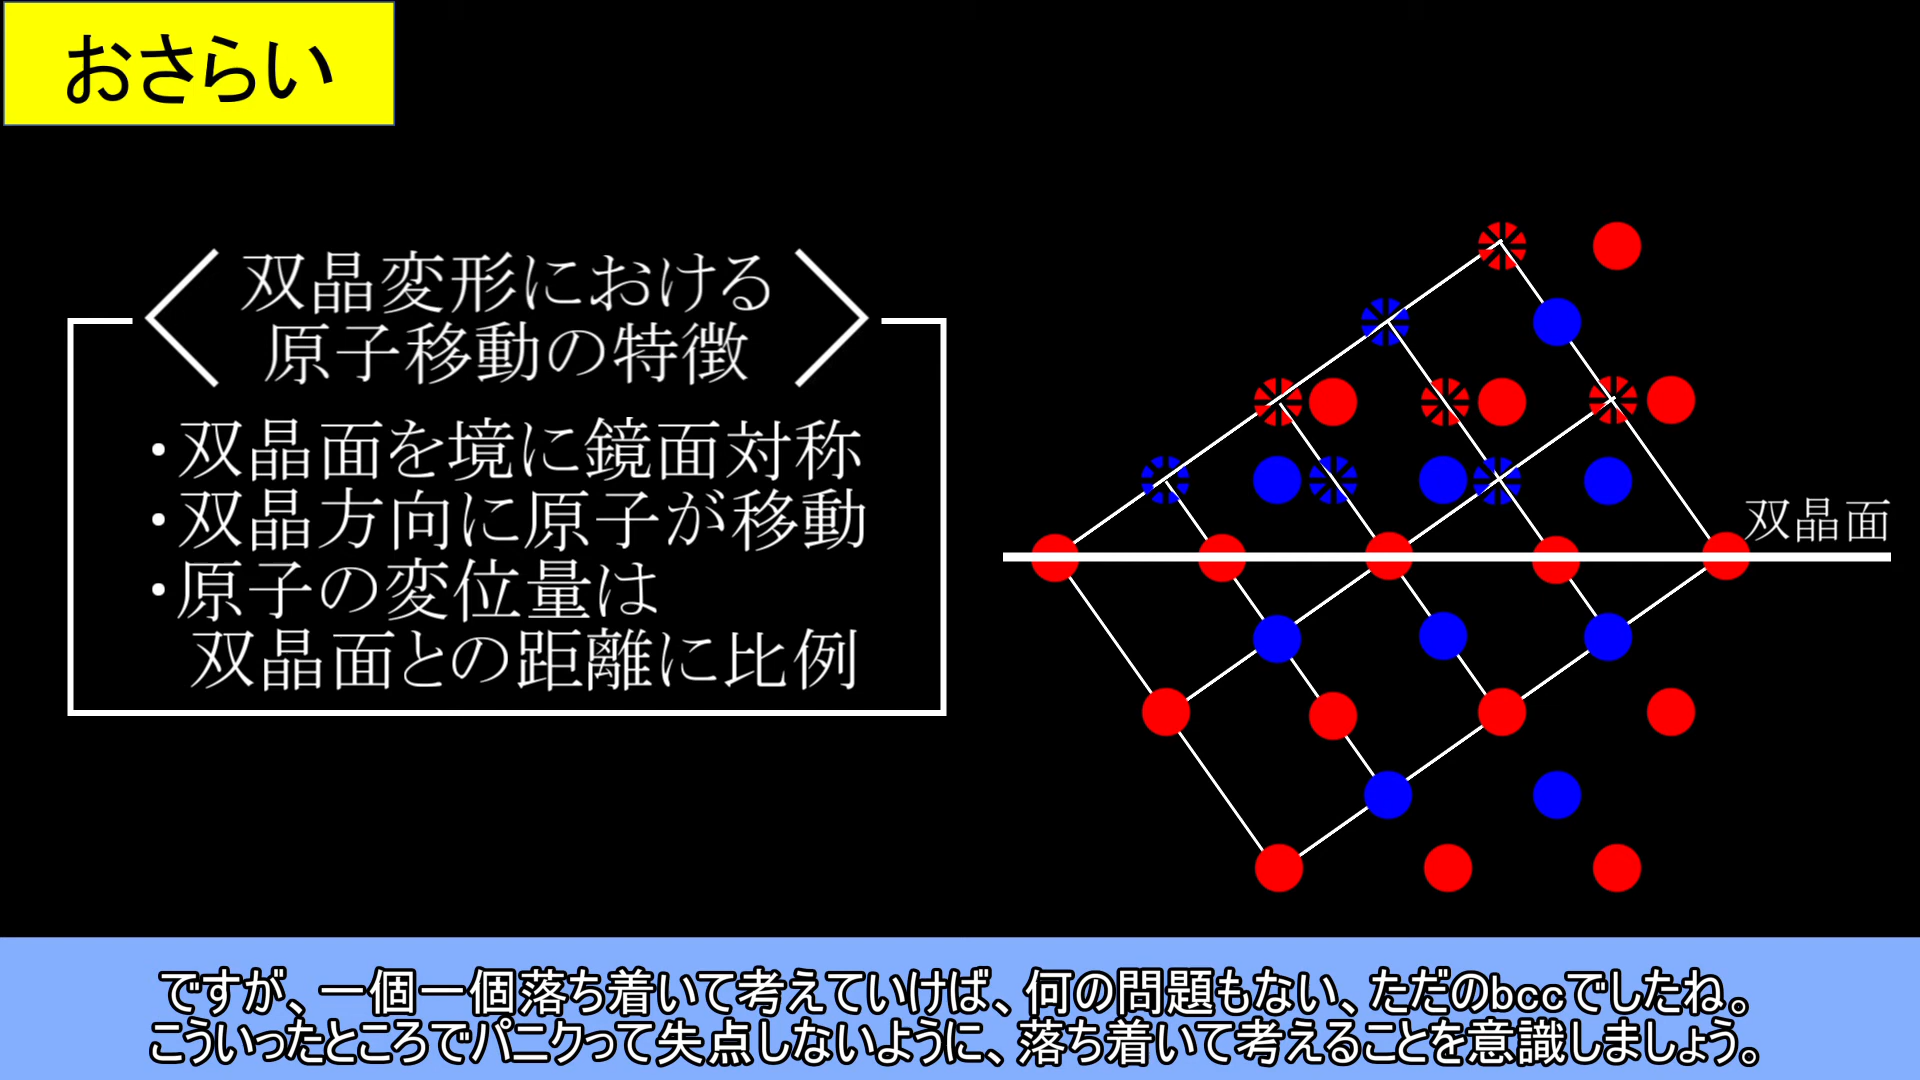 おさらい
双晶変形における
原子移動の特徴
・双晶面を境に鏡面対称
・双晶方向に原子が移動
・原子の変位量は
双晶面との距離に比例
双晶面
ですが、一個一個落ち着いて考えていけば、何の問題もない、ただのbccでしたね。
こういったところでパニクって失点しないように、落ち着いて考えることを意識しましょう。